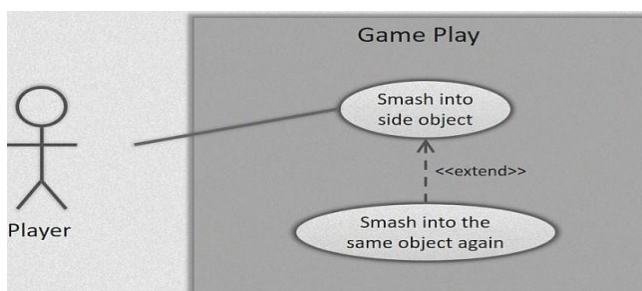 Game Play
Smash into
side object
<<extend>>
Smash into the
same object again
Player